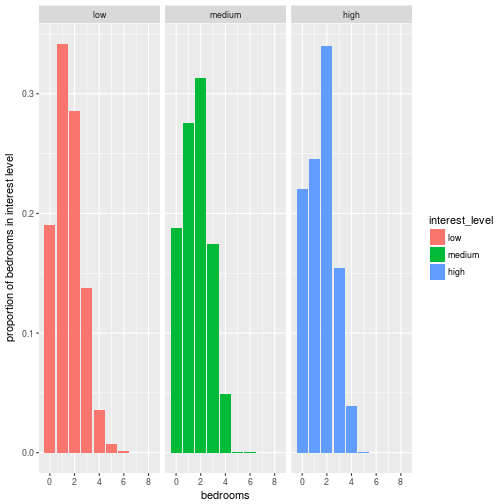 low medium high
proportion of bedrooms in interest level
0.3
0.2
0.1
0.0
0 2 4 6 8 0 2 4 6 8 0 2 4 6 8
bedrooms
interest_level
low
medium
high